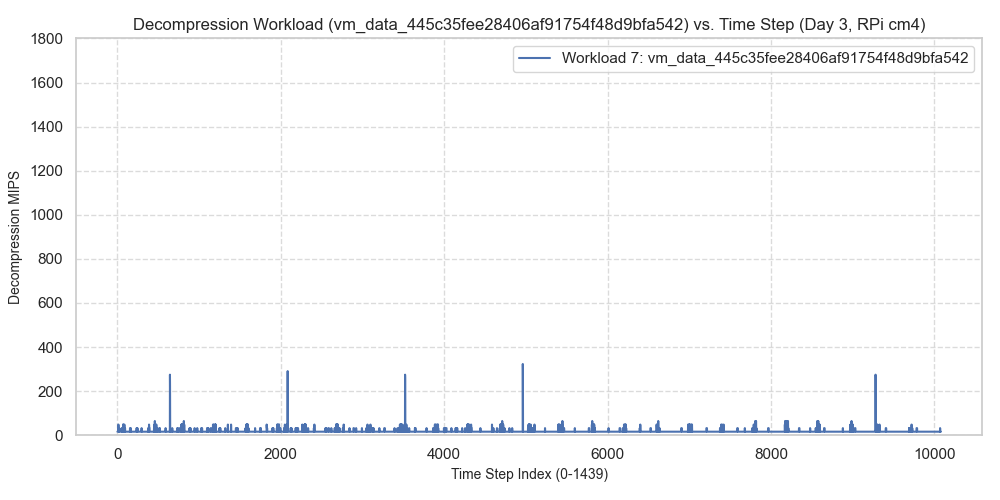 Decompression Workload (vm_data_445c35fee28406af91754f48d9bfa542) vs. Time Step (Day 3, RPi cm4)
Workload 7: vm_data_445c35fee28406af91754f48d9bfa542
Decompression MIPS
1800
1600
1400
1200
1000
800
600
400
200
0
0 2000 4000 6000 8000 10000
Time Step Index (0-1439)